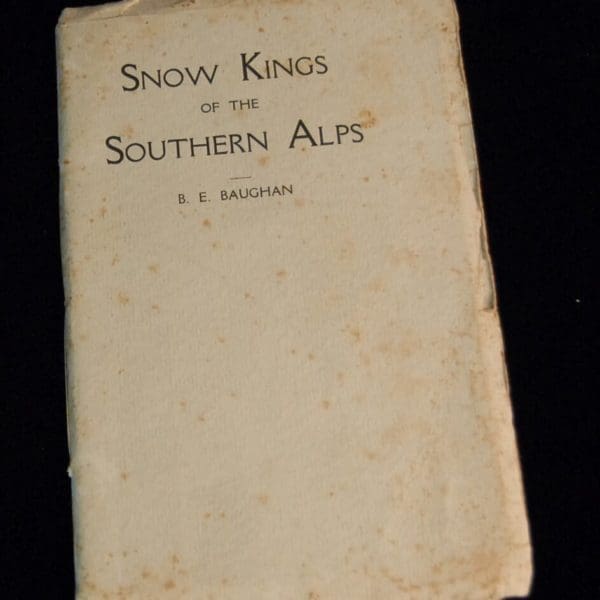 Snow Kings
of the
Southern Alps
B. E. BAUGHAN